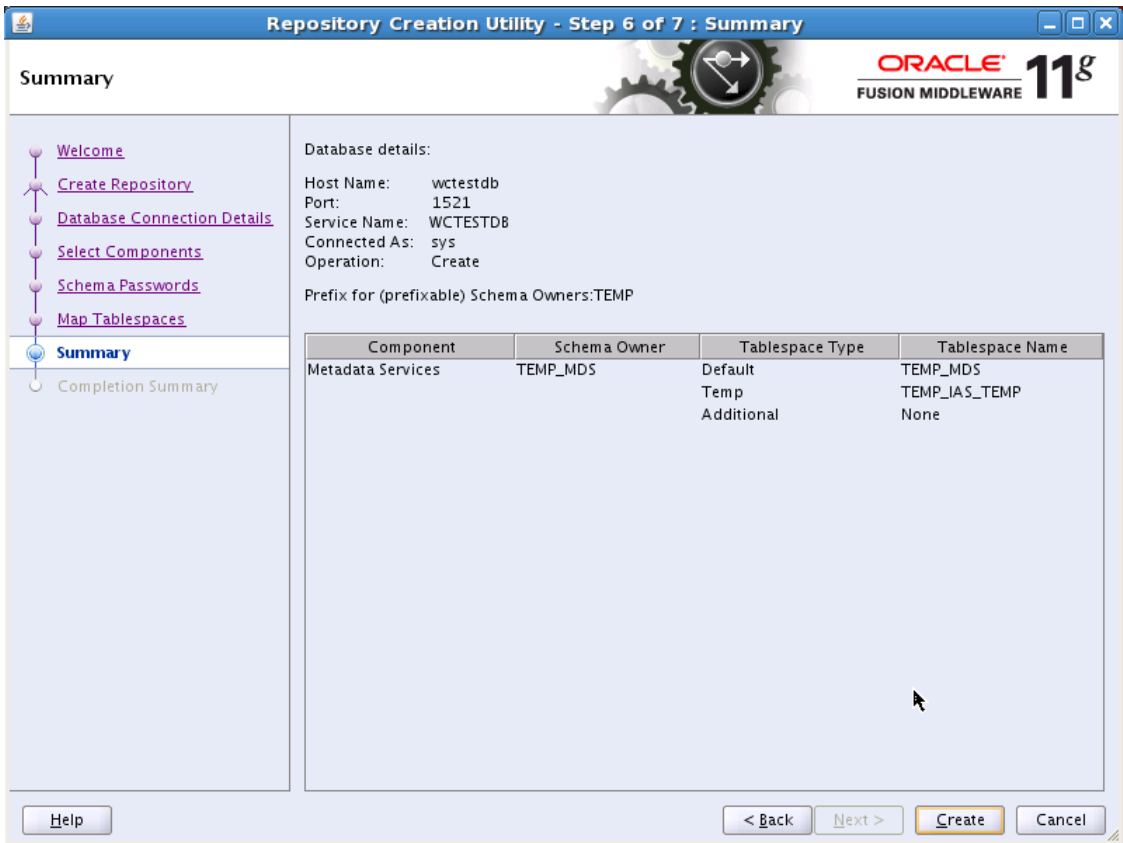 Repository Creation Utility - Step 6 of 7 : Summary
Summary
ORACLE
FUSION MIDDLEWARE 11g
Welcome
Create Repository
Database Connection Details
Select Components
Schema Passwords
Map Tablespaces
Summary
Completion Summary
Database details:
Host Name: wctestdb
Port: 1521
Service Name: WCTESTDB
Connected As: sys
Operation: Create
Prefix for (prefixable) Schema Owners:TEMP
Component Schema Owner Tablespace Type Tablespace Name
Metadata Services TEMP_MDS Default TEMP_MDS
Temp TEMP_IAS_TEMP
Additional None
Help < Back Next > Create Cancel